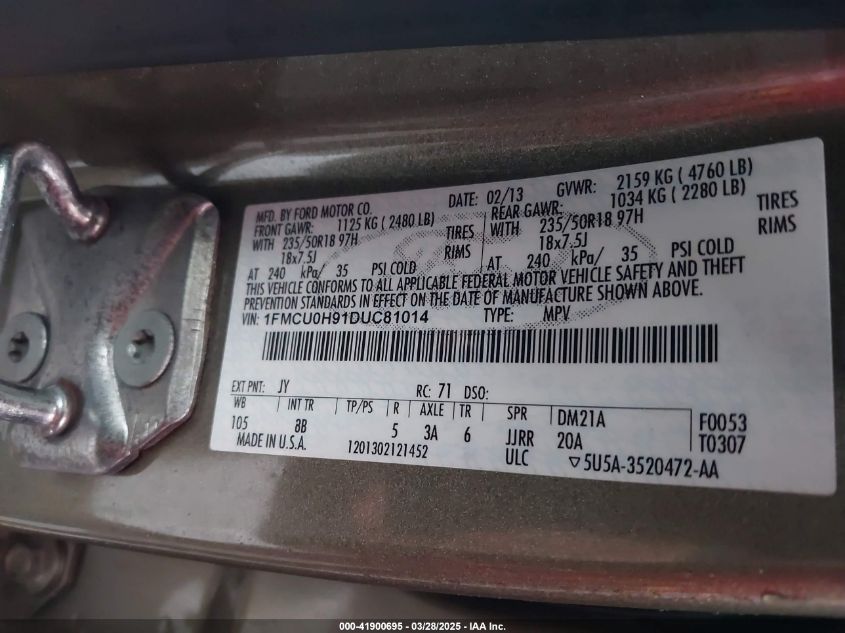 MFD. BY FORD MOTOR CO. DATE: 02/13 GVWR: 2159 KG ( 4760 LB)
FRONT GAWR: 1125 KG ( 2480 LB) REAR GAWR: 1034 KG ( 2280 LB)
WITH 235/50R18 97H TIRES WITH 235/50R18 97H TIRES
18x7.5J RIMS 18x7.5J RIMS
AT 240 kPa/ 35 PSI COLD AT 240 kPa/ 35 PSI COLD
THIS VEHICLE CONFORMS TO ALL APPLICABLE FEDERAL MOTOR VEHICLE SAFETY AND THEFT
PREVENTION STANDARDS IN EFFECT ON THE DATE OF MANUFACTURE SHOWN ABOVE.
VIN: 1FMCU0H91DUC81014 TYPE: MPV
EXT PNT: JY RC: 71 DSO:
WB INT TR TP/PS R AXLE TR SPR DM21A F0053
105 8B 5 3A 6 JJRR 20A T0307
MADE IN U.S.A. 1201302121452 ULC ▽5U5A-3520472-AA
000-41900695 - 03/28/2025 - IAA Inc.